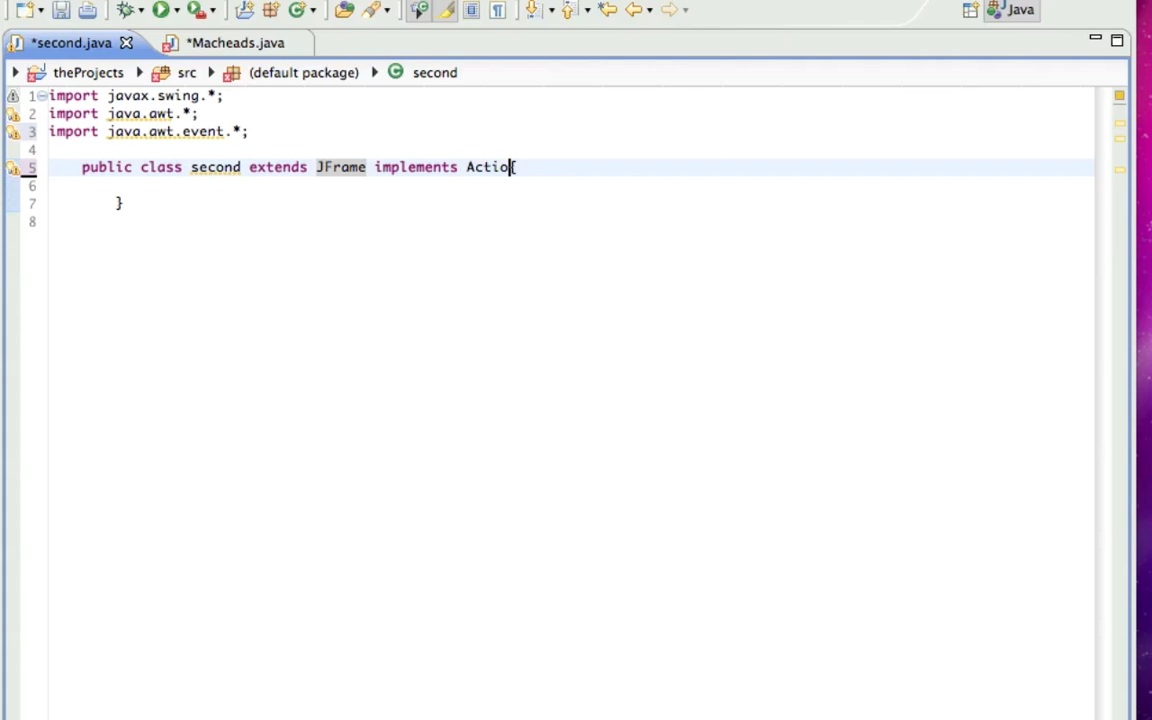 Java
*second.java *Macheads.java
theProjects src (default package) second
1 import javax.swing.*;
2 import java.awt.*;
3 import java.awt.event.*;
4
5 public class second extends JFrame implements Actio{
6
7 }
8